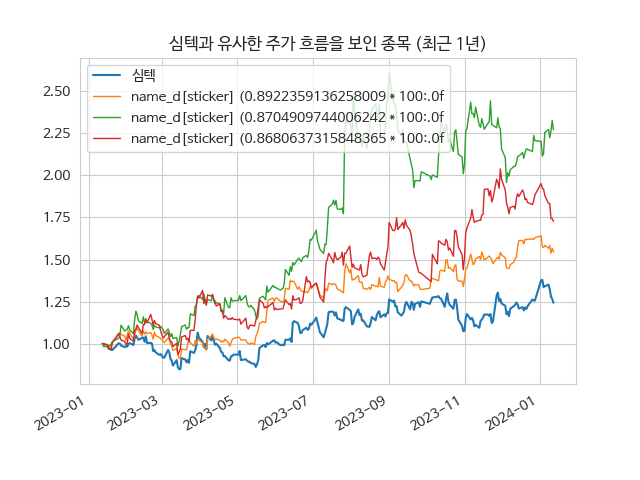 심텍과 유사한 주가 흐름을 보인 종목 (최근 1년)
심텍
name_d[sticker] (0.8922359136258009 * 100:.0f
name_d[sticker] (0.8704909744006242 * 100:.0f
name_d[sticker] (0.8680637315848365 * 100:.0f
2.50
2.25
2.00
1.75
1.50
1.25
1.00
2023-01
2023-03
2023-05
2023-07
2023-09
2023-11
2024-01